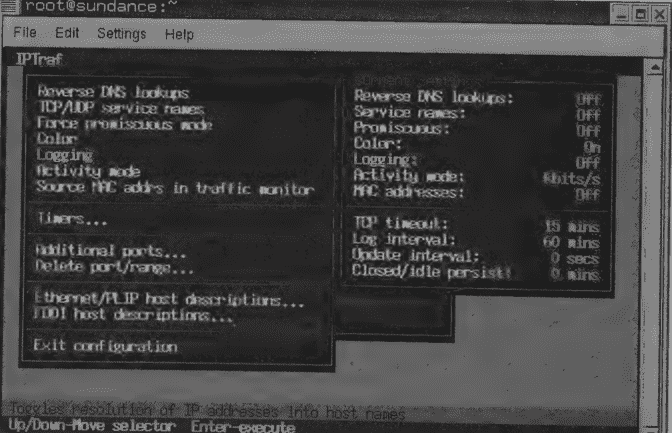 root@sundance:~
File Edit Settings Help
IPTraf
Reverse DNS lookups
TCP/UDP service names
Force promiscuous mode
Color
Logging
Activity mode
Source MAC addrs in traffic monitor
Timers...
Additional ports...
Delete port/range...
Ethernet/PLIP host descriptions...
FDDI host descriptions...
Exit configuration
Current Settings
Reverse DNS lookups: Off
Service names: Off
Promiscuous: Off
Color: On
Logging: Off
Activity mode: Kbits/s
MAC addresses: Off
TCP timeout: 15 mins
Log interval: 60 mins
Update interval: 0 secs
Closed/idle persist: 0 mins
Toggles resolution of IP addresses into host names
Up/Down-Move selector Enter-execute